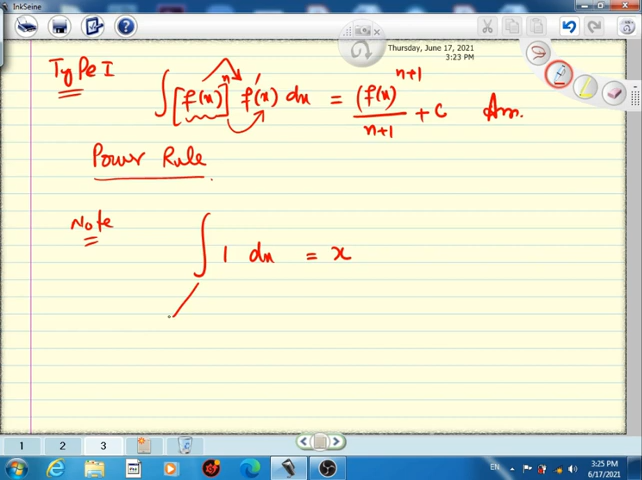 InkSeine
Thursday, June 17, 2021
3:23 PM
Type I
∫ [f(x)]ⁿ f'(x) dx = (f(x)^{n+1} / n+1 + C Ans.
Power Rule
Note
∫ 1 dx = x
1 2 3
EN
3:25 PM
6/17/2021